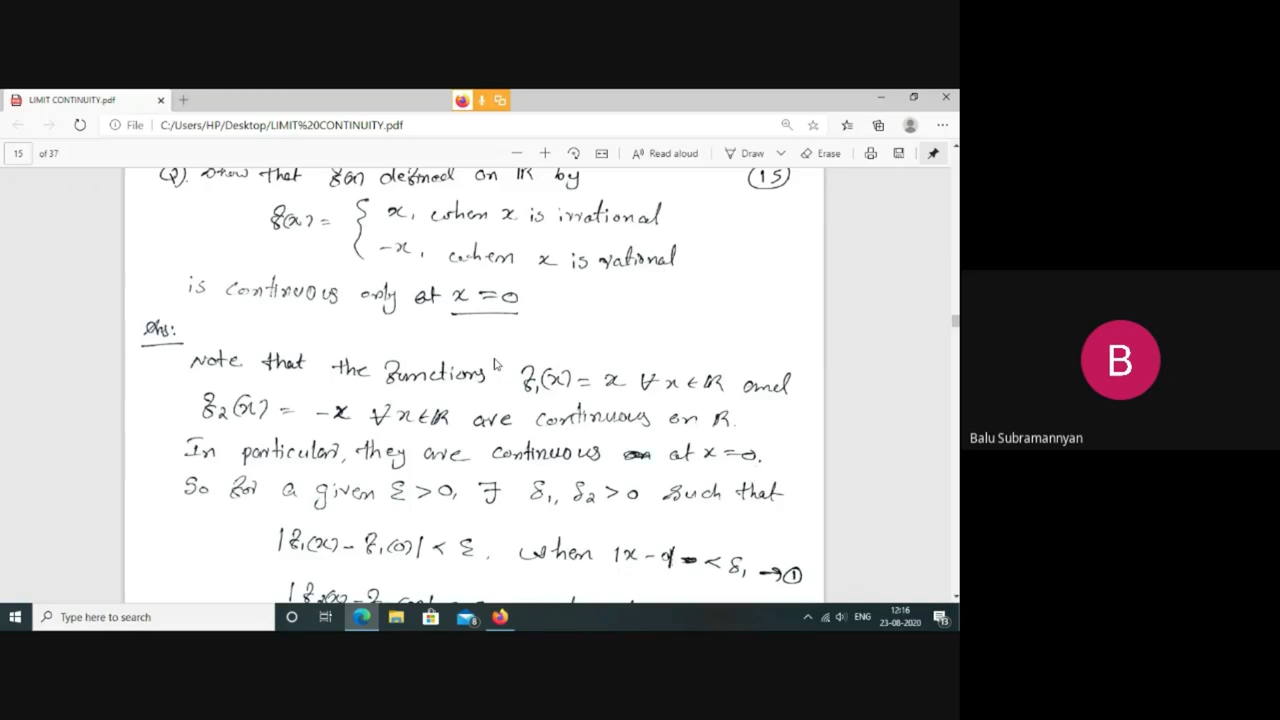 LIMIT CONTINUITY.pdf
File C:/Users/HP/Desktop/LIMIT%20CONTINUITY.pdf
15 of 37 Read aloud Draw Erase
(Q). Show that fun defined on ℝ by (15)
f(x) = { x, when x is irrational
-x, when x is rational
is continuous only at x = 0
Ans:
Note that the functions f₁(x) = x ∀ x ∈ ℝ and
f₂(x) = -x ∀ x ∈ ℝ are continuous on ℝ.
In particular, they are continuous at x = 0.
So for a given ε > 0, ∃ δ₁, δ₂ > 0 such that
|f₁(x) - f₁(0)| < ε, when |x - 0| < δ₁ → ①
B
Balu Subramannyan
Type here to search
8
ENG
12:16
23-08-2020
13